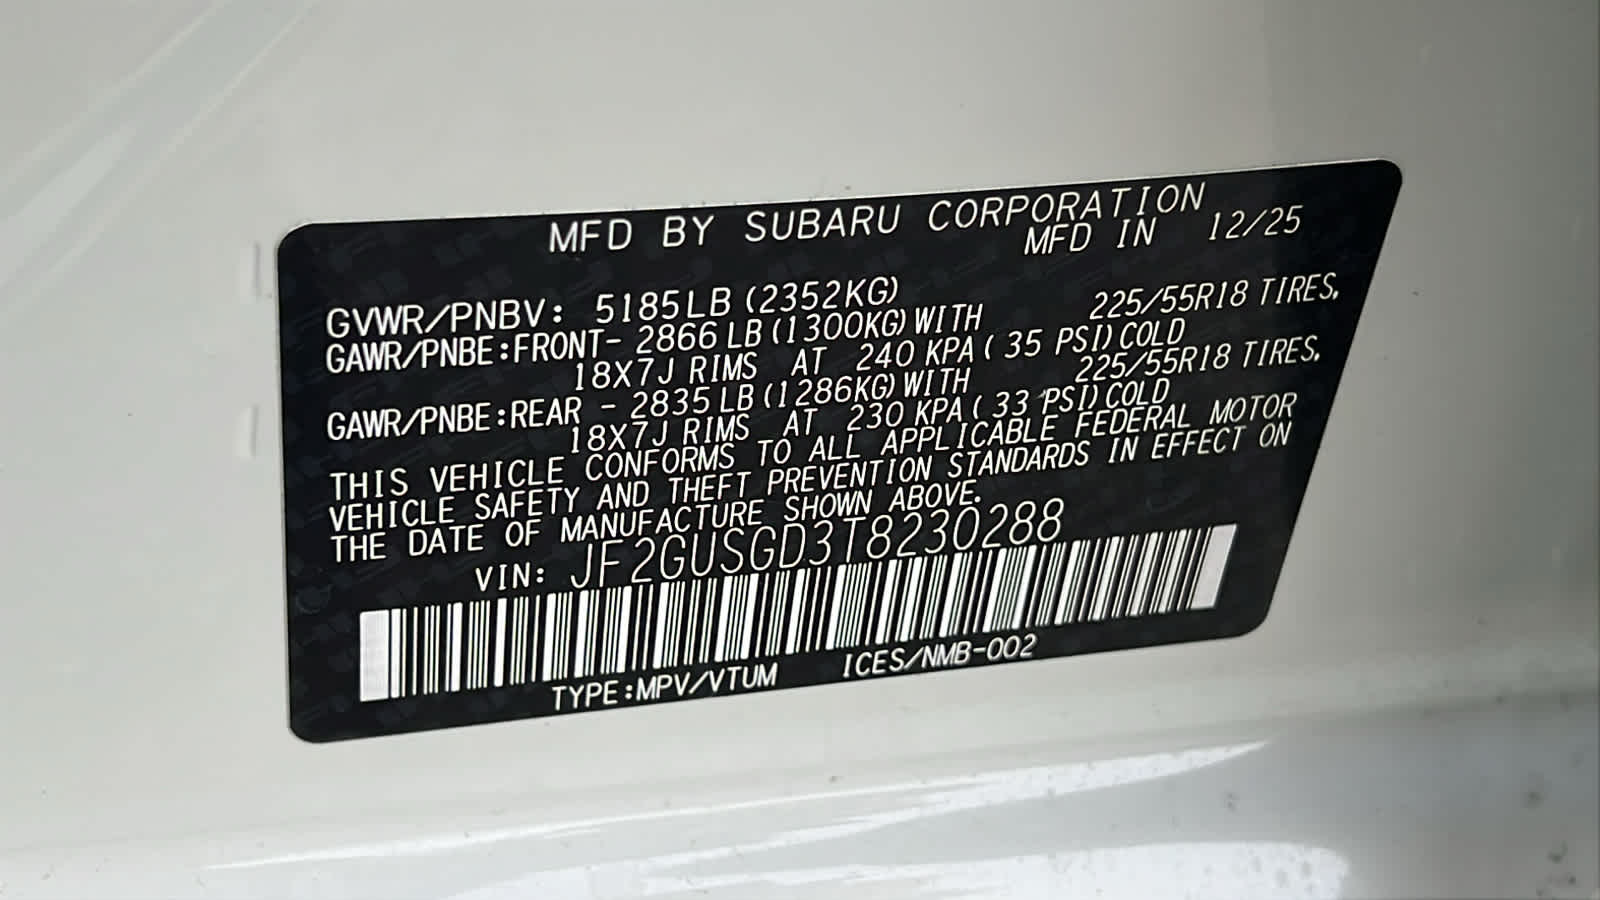 MFD BY SUBARU CORPORATION
MFD IN 12/25
GVWR/PNBV: 5185LB (2352KG)
GAWR/PNBE:FRONT- 2866 LB (1300KG) WITH 225/55R18 TIRES,
18X7J RIMS AT 240 KPA ( 35 PSI) COLD
GAWR/PNBE:REAR - 2835 LB (1286KG) WITH 225/55R18 TIRES,
18X7J RIMS AT 230 KPA ( 33 PSI) COLD
THIS VEHICLE CONFORMS TO ALL APPLICABLE FEDERAL MOTOR
VEHICLE SAFETY AND THEFT PREVENTION STANDARDS IN EFFECT ON
THE DATE OF MANUFACTURE SHOWN ABOVE.
VIN: JF2GUSGD3T8230288
TYPE:MPV/VTUM ICES/NMB-002